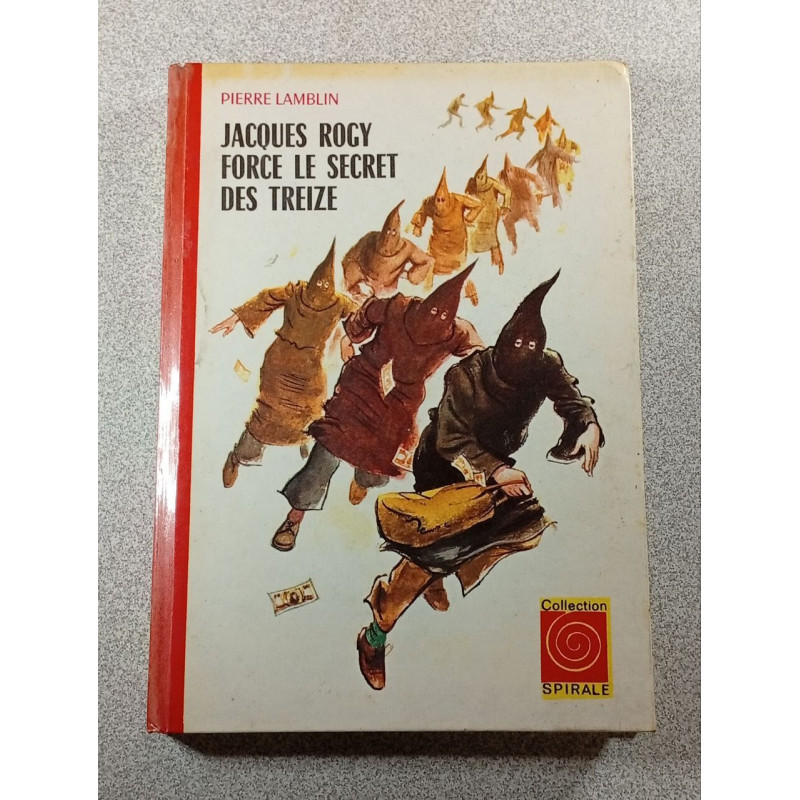 PIERRE LAMBLIN
JACQUES ROGY
FORCE LE SECRET
DES TREIZE
Collection
SPIRALE